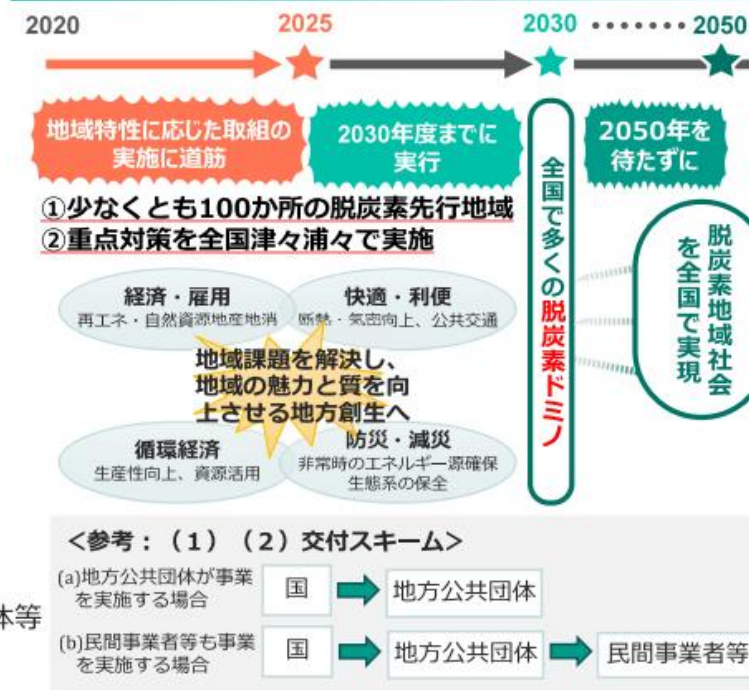 2020
2025
2030
2050
地域特性に応じた取組の
実施に道筋
2030年度までに
実行
2050年を
待たずに
①少なくとも100か所の脱炭素先行地域
②重点対策を全国津々浦々で実施
経済・雇用
再エネ・自然資源地産地消
快適・利便
断熱・気密向上、公共交通
地域課題を解決し、
地域の魅力と質を向
上させる地方創生へ
循環経済
生産性向上、資源活用
防災・減災
非常時のエネルギー源確保
生態系の保全
全国で多くの脱炭素ドミノ
脱炭素地域社会
を全国で実現
<参考：（1）（2）交付スキーム>
(a)地方公共団体が事業
を実施する場合
国
地方公共団体
体等
(b)民間事業者等も事業
を実施する場合
国
地方公共団体
民間事業者等